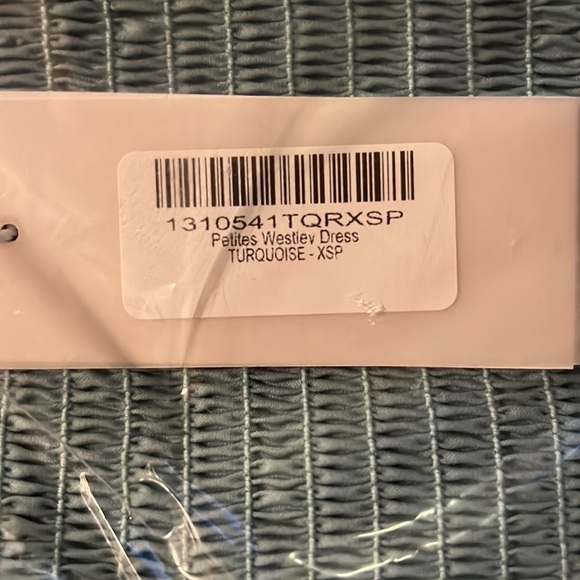 1310541TQRXSP
Petites Westley Dress
TURQUOISE - XSP